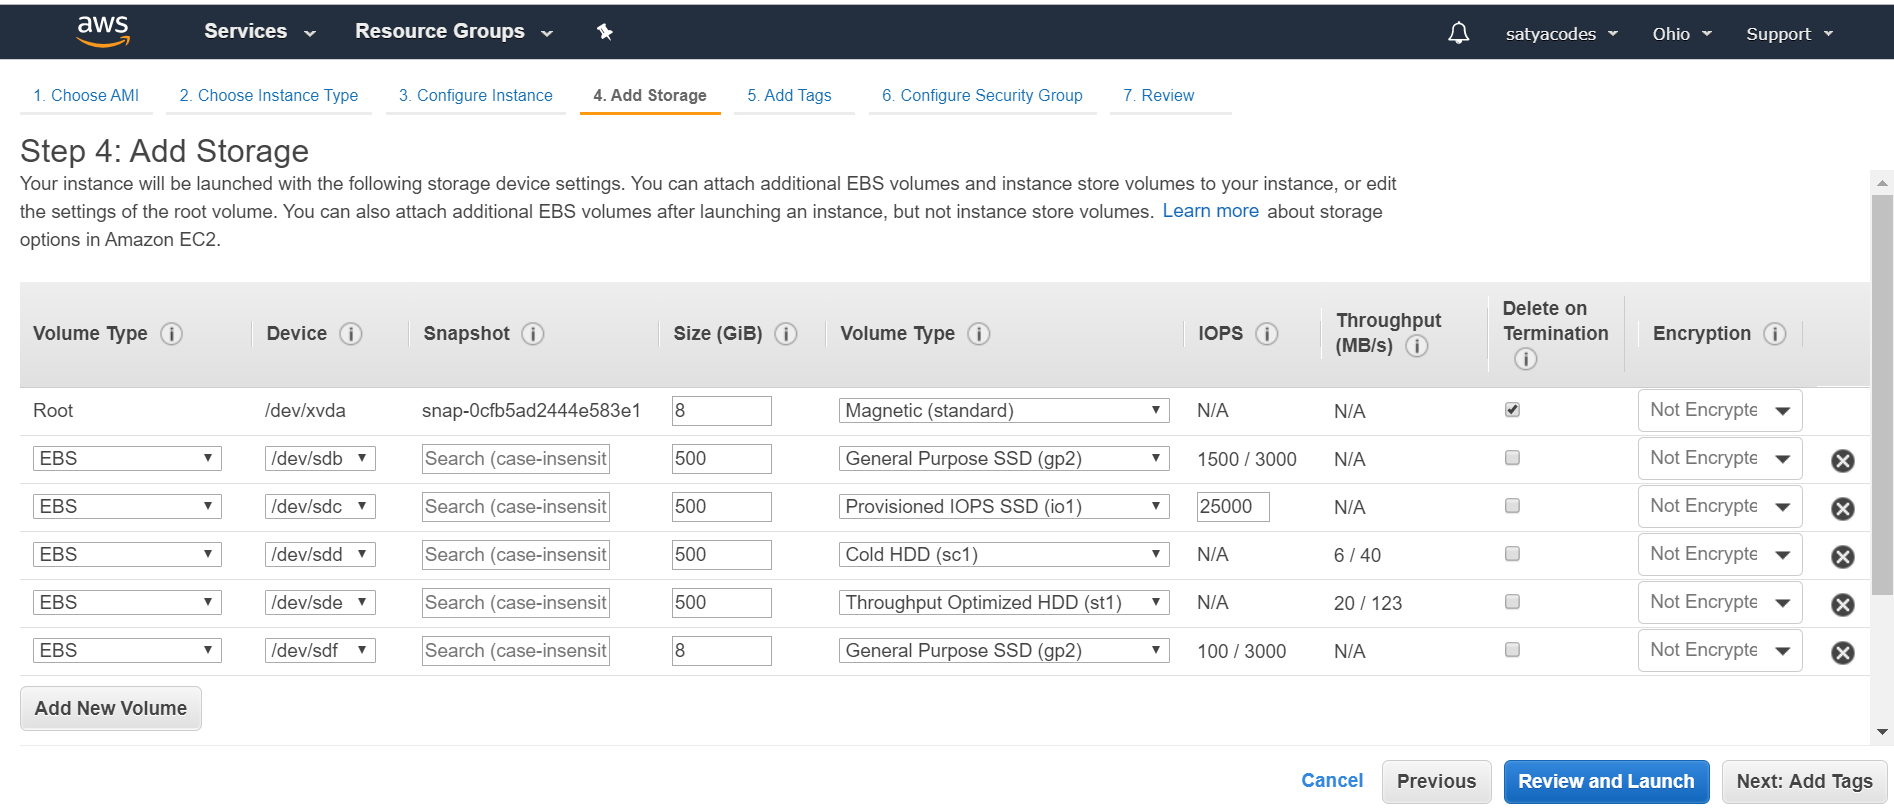 aws Services Resource Groups satyacodes Ohio Support
1. Choose AMI 2. Choose Instance Type 3. Configure Instance 4. Add Storage 5. Add Tags 6. Configure Security Group 7. Review
Step 4: Add Storage
Your instance will be launched with the following storage device settings. You can attach additional EBS volumes and instance store volumes to your instance, or edit
the settings of the root volume. You can also attach additional EBS volumes after launching an instance, but not instance store volumes. Learn more about storage
options in Amazon EC2.
Volume Type i Device i Snapshot i Size (GiB) i Volume Type i IOPS i Throughput (MB/s) i Delete on Termination i Encryption i
Root /dev/xvda snap-0cfb5ad2444e583e1 8 Magnetic (standard) N/A N/A Not Encrypte
EBS /dev/sdb Search (case-insensit 500 General Purpose SSD (gp2) 1500 / 3000 N/A Not Encrypte
EBS /dev/sdc Search (case-insensit 500 Provisioned IOPS SSD (io1) 25000 N/A Not Encrypte
EBS /dev/sdd Search (case-insensit 500 Cold HDD (sc1) N/A 6 / 40 Not Encrypte
EBS /dev/sde Search (case-insensit 500 Throughput Optimized HDD (st1) N/A 20 / 123 Not Encrypte
EBS /dev/sdf Search (case-insensit 8 General Purpose SSD (gp2) 100 / 3000 N/A Not Encrypte
Add New Volume
Cancel Previous Review and Launch Next: Add Tags